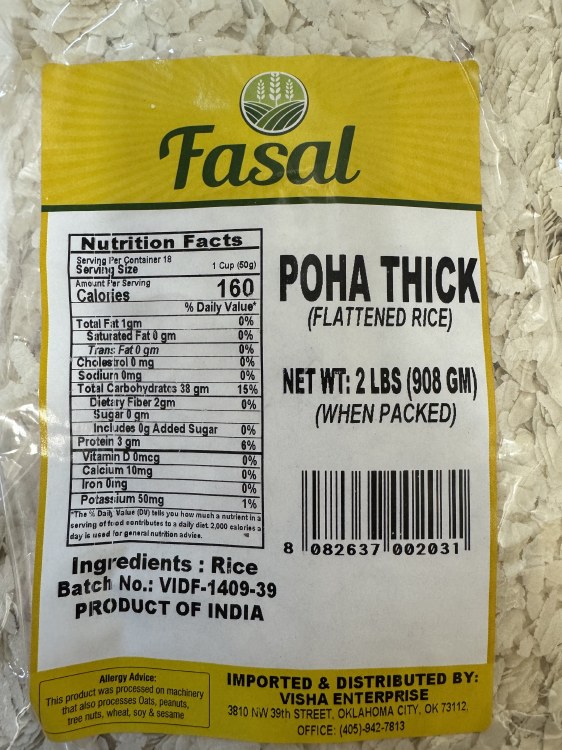 Fasal
Nutrition Facts
Serving Per Container 18
Serving Size 1 Cup (50g)
Amount Per Serving
Calories 160
% Daily Value*
Total Fat 1gm 0%
Saturated Fat 0 gm 0%
Trans Fat 0 gm 0%
Cholestrol 0 mg 0%
Sodium 0mg 0%
Total Carbohydrates 38 gm 15%
Dietary Fiber 2gm 0%
Sugar 0 gm
Includes 0g Added Sugar 0%
Protein 3 gm 6%
Vitamin D 0mcg 0%
Calcium 10mg 0%
Iron 0mg 0%
Potassium 50mg 1%
*The % Daily Value (DV) tells you how much a nutrient in a
serving of food contributes to a daily diet. 2,000 calories a
day is used for general nutrition advice.
Ingredients : Rice
Batch No.: VIDF-1409-39
PRODUCT OF INDIA
POHA THICK
(FLATTENED RICE)
NET WT: 2 LBS (908 GM)
(WHEN PACKED)
8 082637 002031
Allergy Advice:
This product was processed on machinery
that also processes Oats, peanuts,
tree nuts, wheat, soy & sesame
IMPORTED & DISTRIBUTED BY:
VISHA ENTERPRISE
3810 NW 39th STREET, OKLAHOMA CITY, OK 73112.
OFFICE: (405)-942-7813